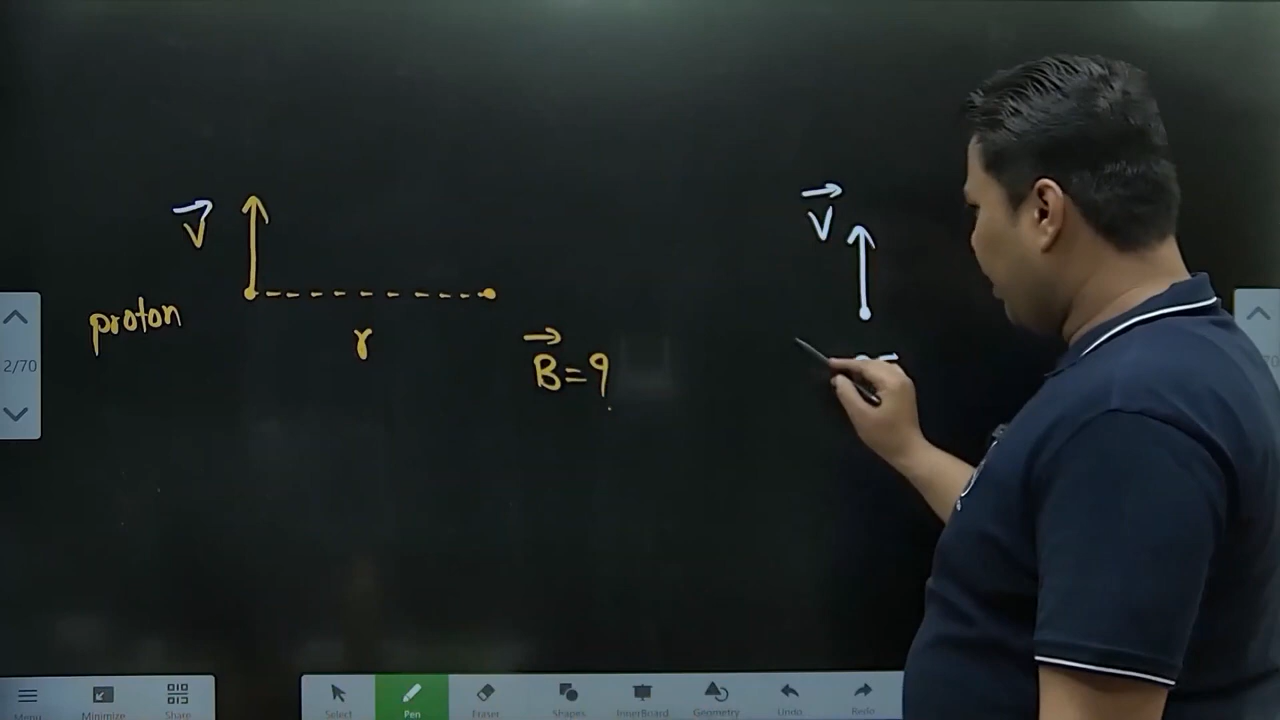 V
V
proton
r
B=?
2/70
Menu
Minimize
Share
Select
Pen
Eraser
Shapes
InnerBoard
Geometry
Undo
Redo